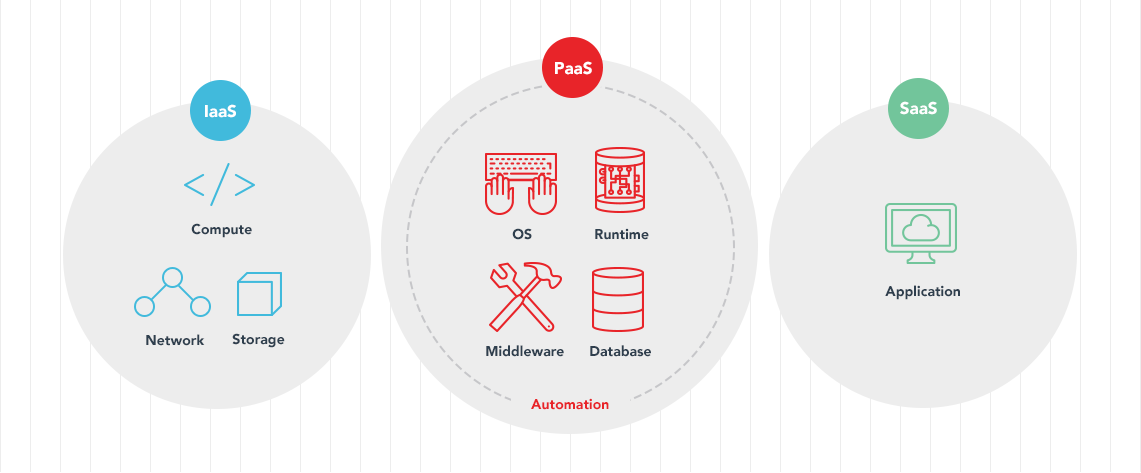 IaaS
Compute
Network
Storage
PaaS
OS
Runtime
Middleware
Database
Automation
SaaS
Application